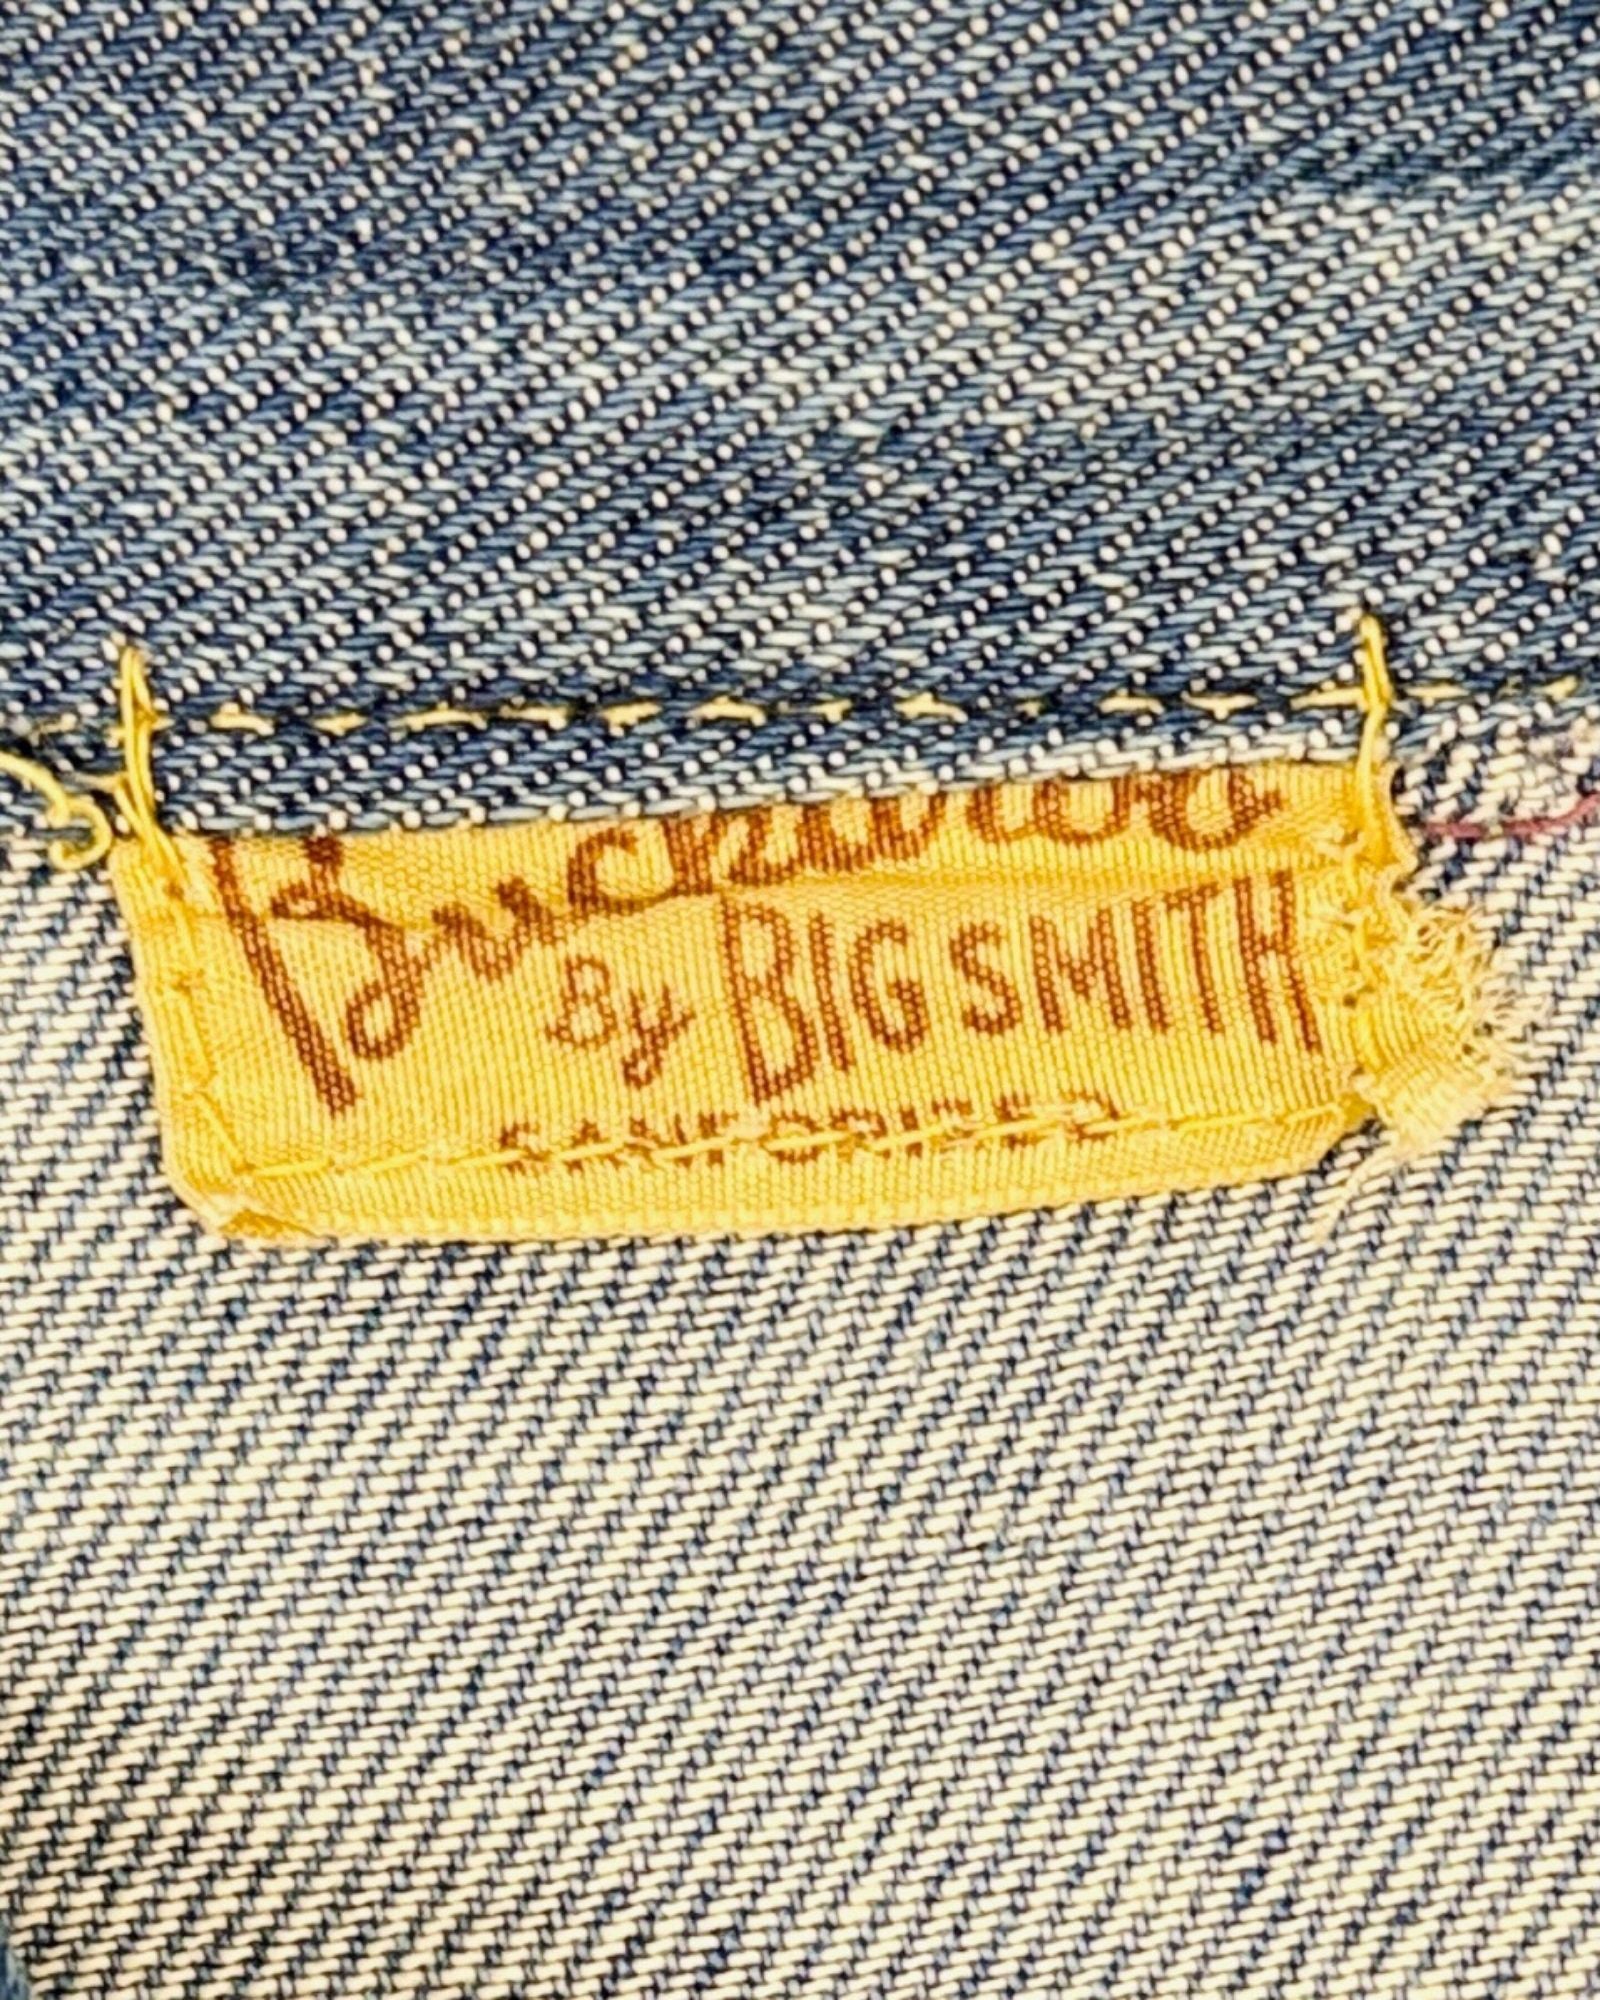 By BIG SMITH
SANFORIZED